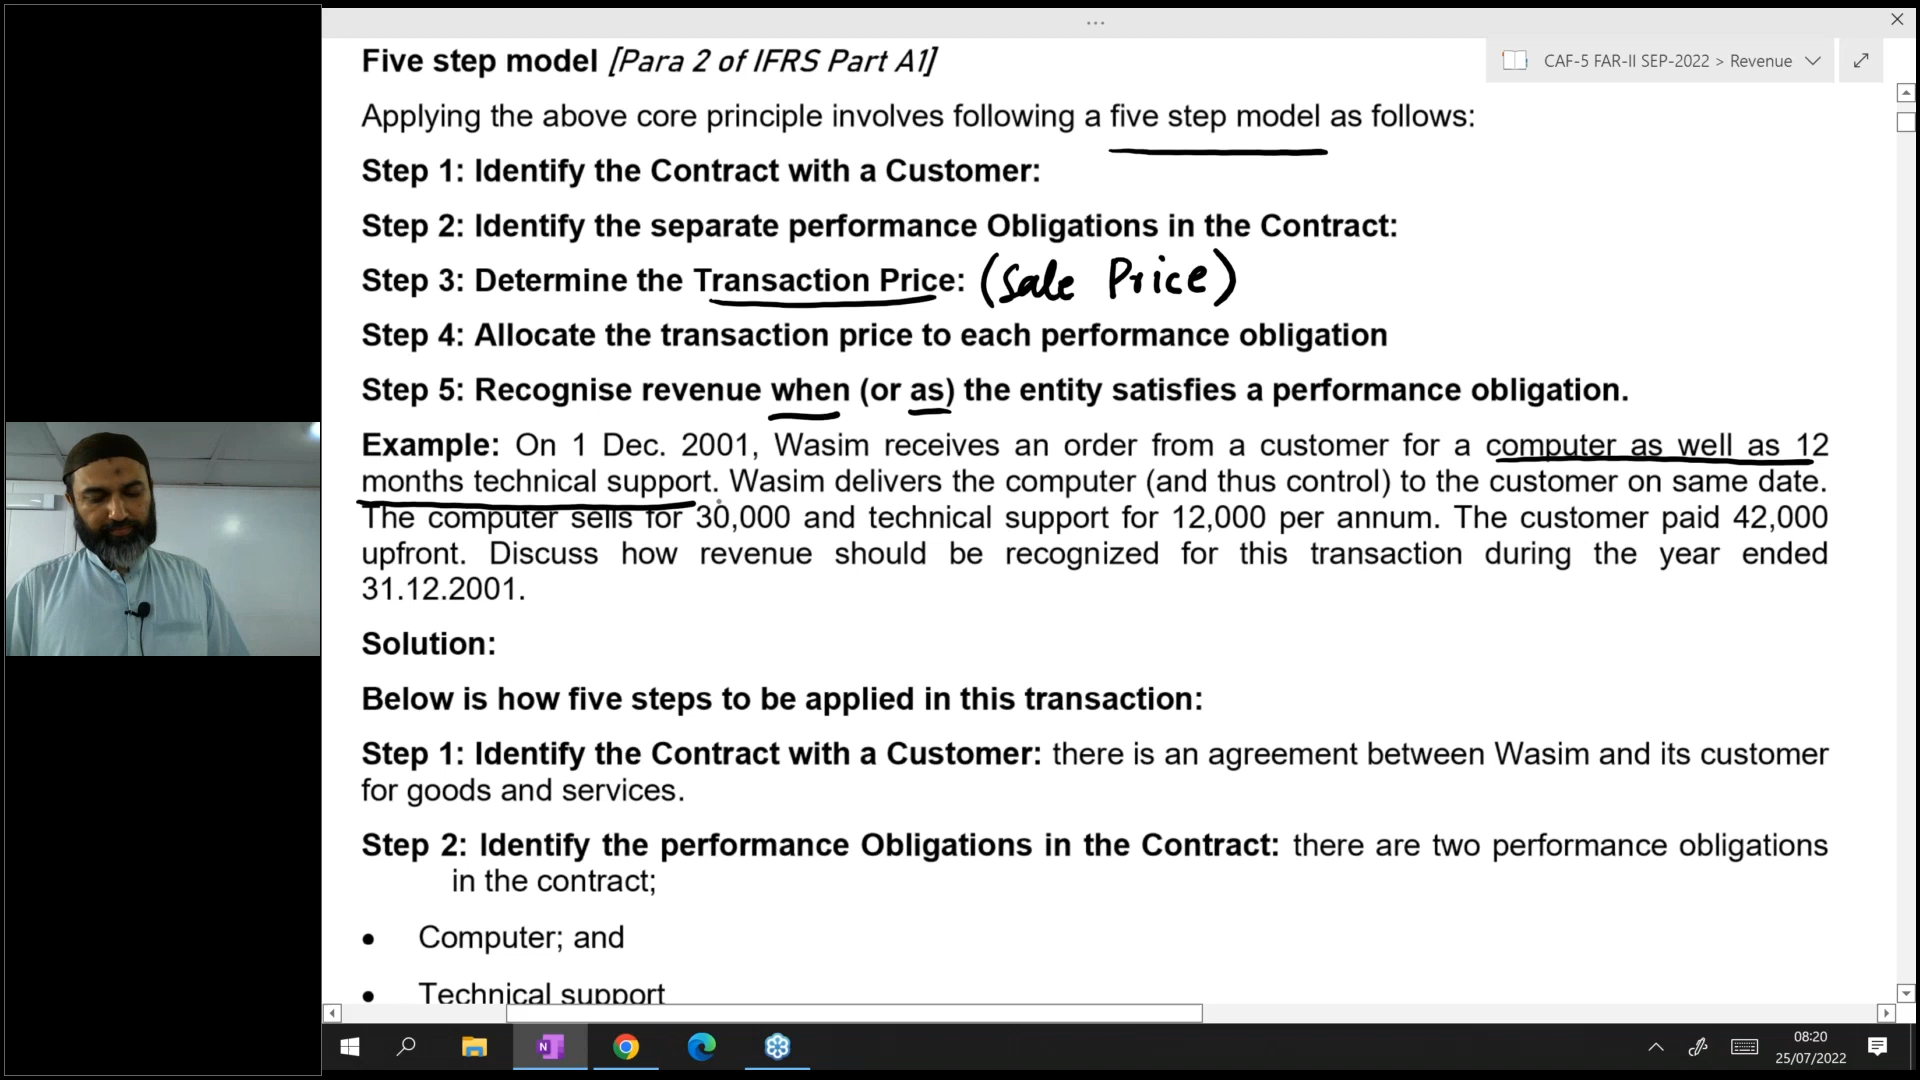 Five step model [Para 2 of IFRS Part A1]
CAF-5 FAR-II SEP-2022 > Revenue
Applying the above core principle involves following a five step model as follows:
Step 1: Identify the Contract with a Customer:
Step 2: Identify the separate performance Obligations in the Contract:
Step 3: Determine the Transaction Price: (Sale Price)
Step 4: Allocate the transaction price to each performance obligation
Step 5: Recognise revenue when (or as) the entity satisfies a performance obligation.
Example: On 1 Dec. 2001, Wasim receives an order from a customer for a computer as well as 12
months technical support. Wasim delivers the computer (and thus control) to the customer on same date.
The computer sells for 30,000 and technical support for 12,000 per annum. The customer paid 42,000
upfront. Discuss how revenue should be recognized for this transaction during the year ended
31.12.2001.
Solution:
Below is how five steps to be applied in this transaction:
Step 1: Identify the Contract with a Customer: there is an agreement between Wasim and its customer
for goods and services.
Step 2: Identify the performance Obligations in the Contract: there are two performance obligations
in the contract;
• Computer; and
• Technical support
08:20
25/07/2022